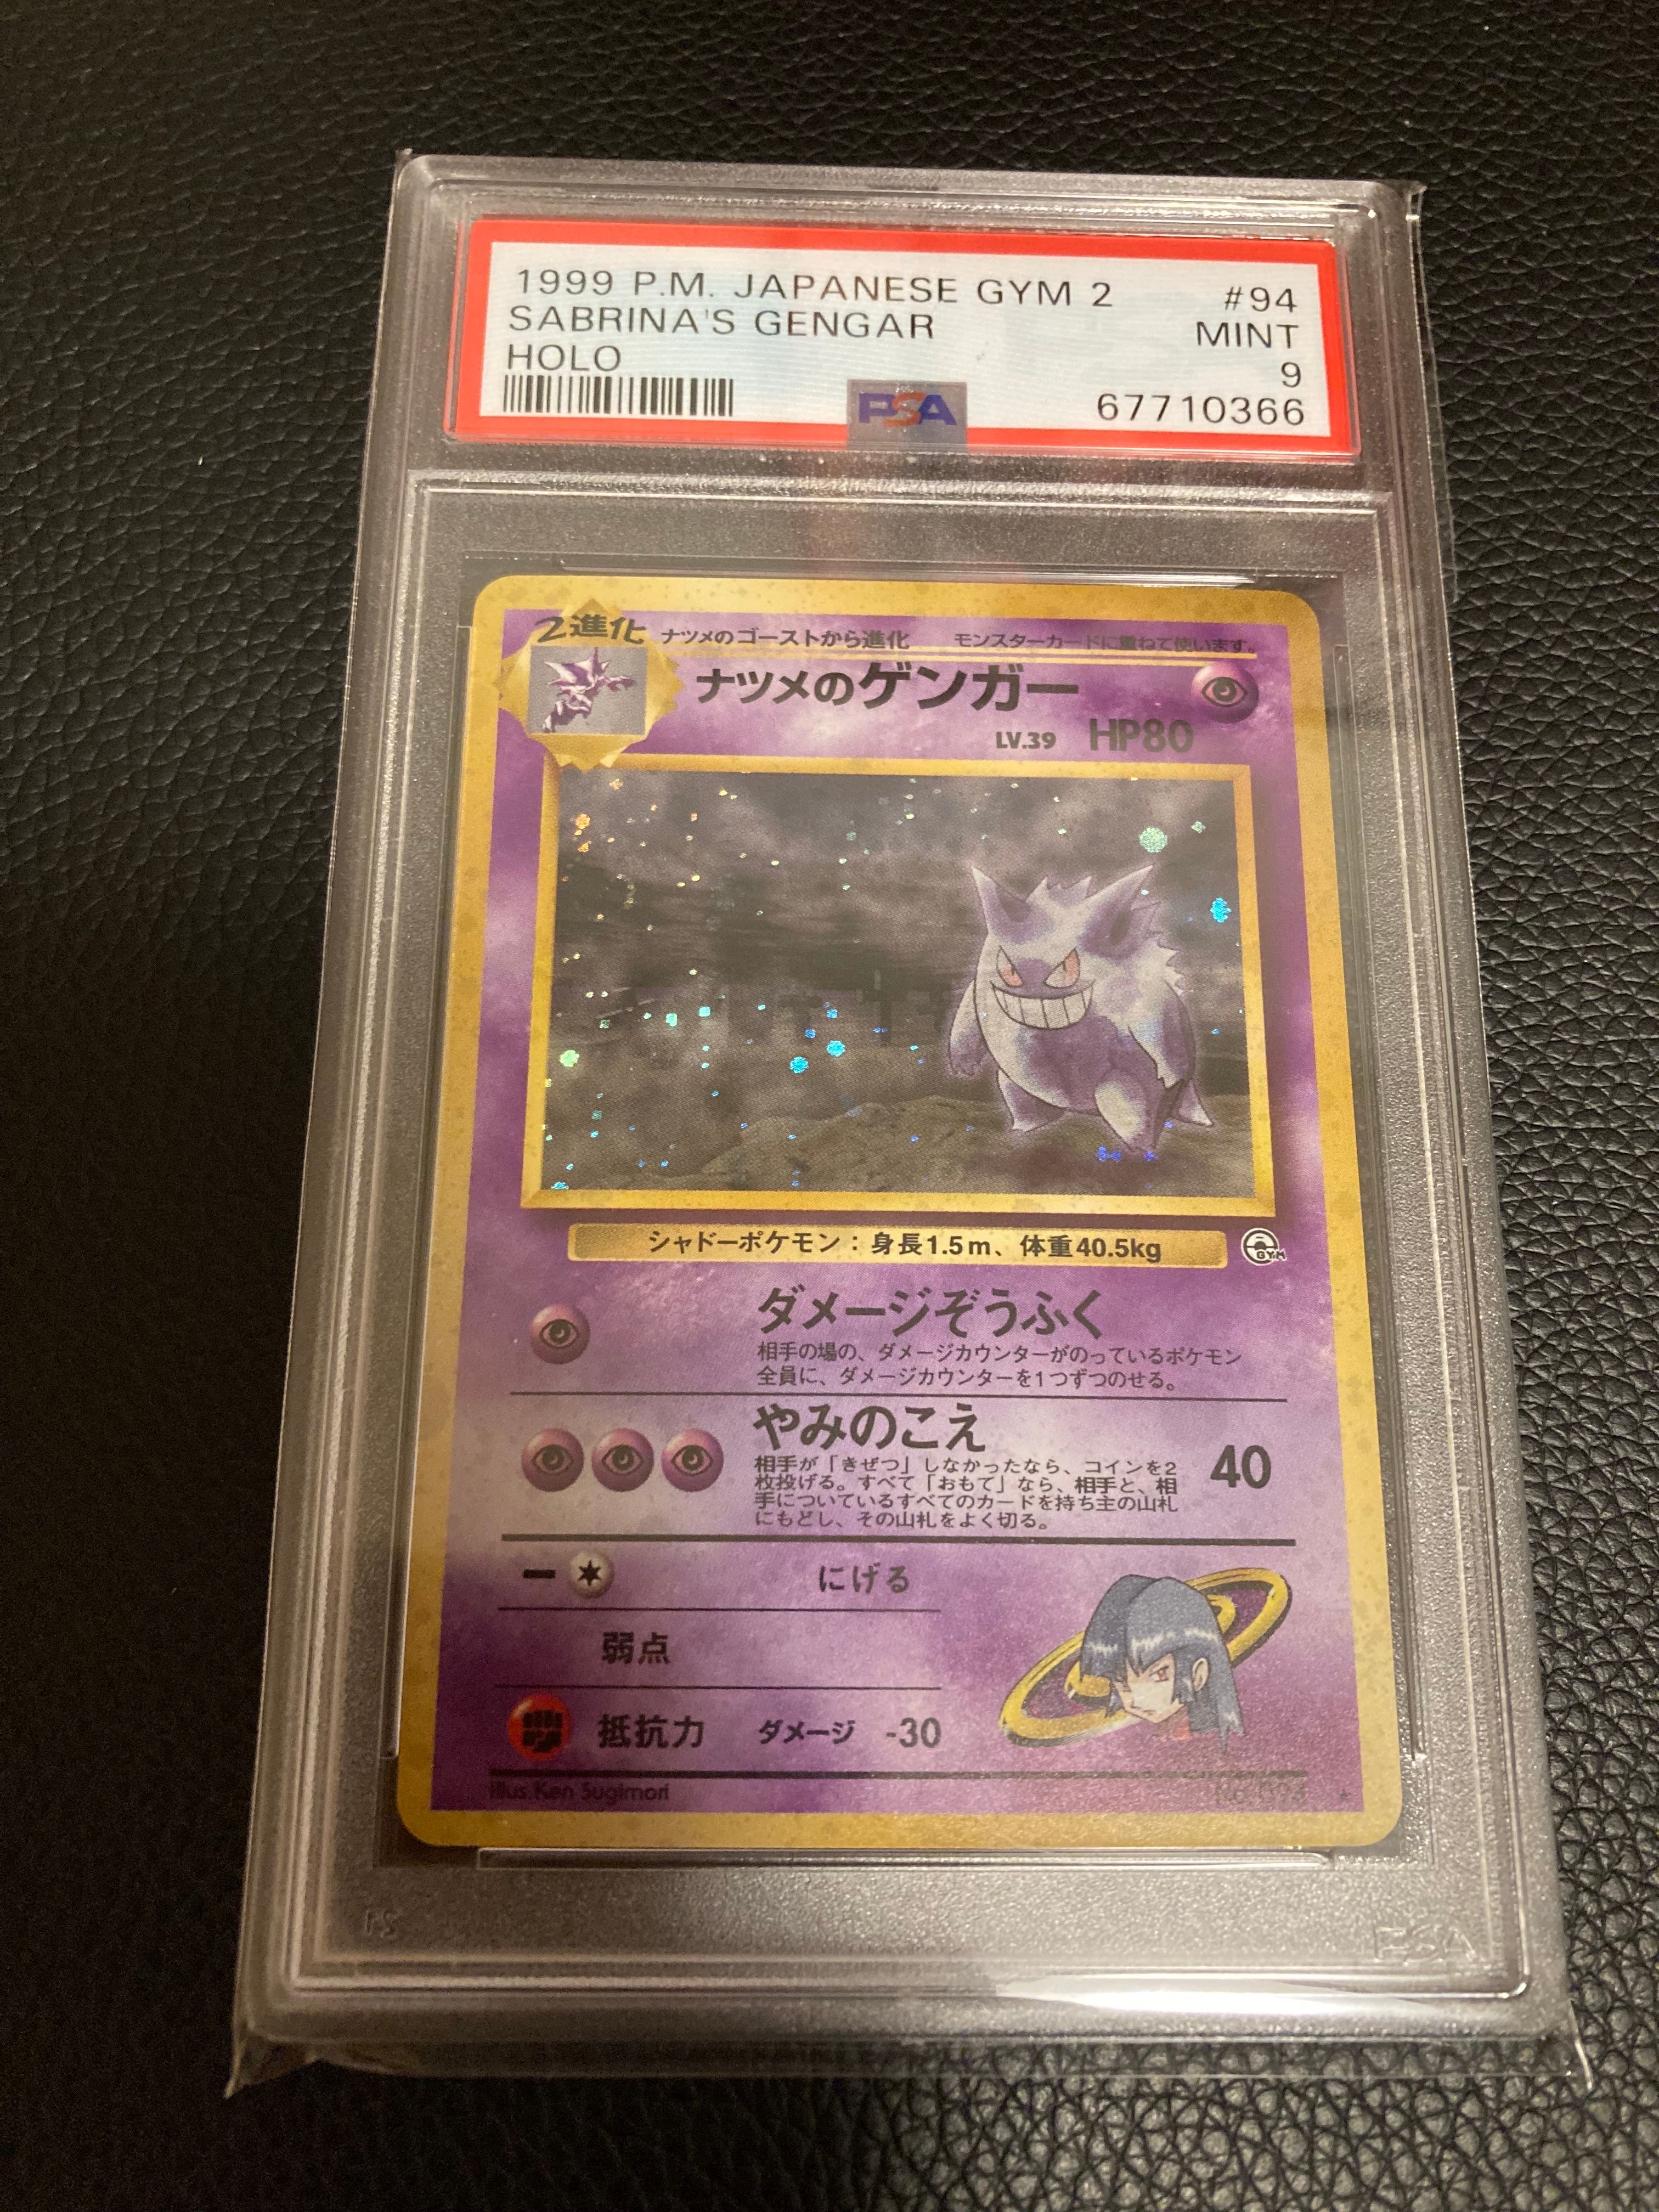 1999 P.M. JAPANESE GYM 2 #94
SABRINA'S GENGAR MINT
HOLO 9
PSA 67710366
2進化 ナツメのゴーストから進化 モンスターカードに重ねて使います。
ナツメのゲンガー
LV.39 HP80
シャドーポケモン：身長1.5m、体重40.5kg
GYM
ダメージぞうふく
相手の場の、ダメージカウンターがのっているポケモン
全員に、ダメージカウンターを1つずつのせる。
やみのこえ 40
相手が「きぜつ」しなかったなら、コインを2
枚投げる。すべて「おもて」なら、相手と、相
手についているすべてのカードを持ち主の山札
にもどし、その山札をよく切る。
ー にげる
弱点
抵抗力 ダメージ -30
Illus. Ken Sugimori No.094
PSA